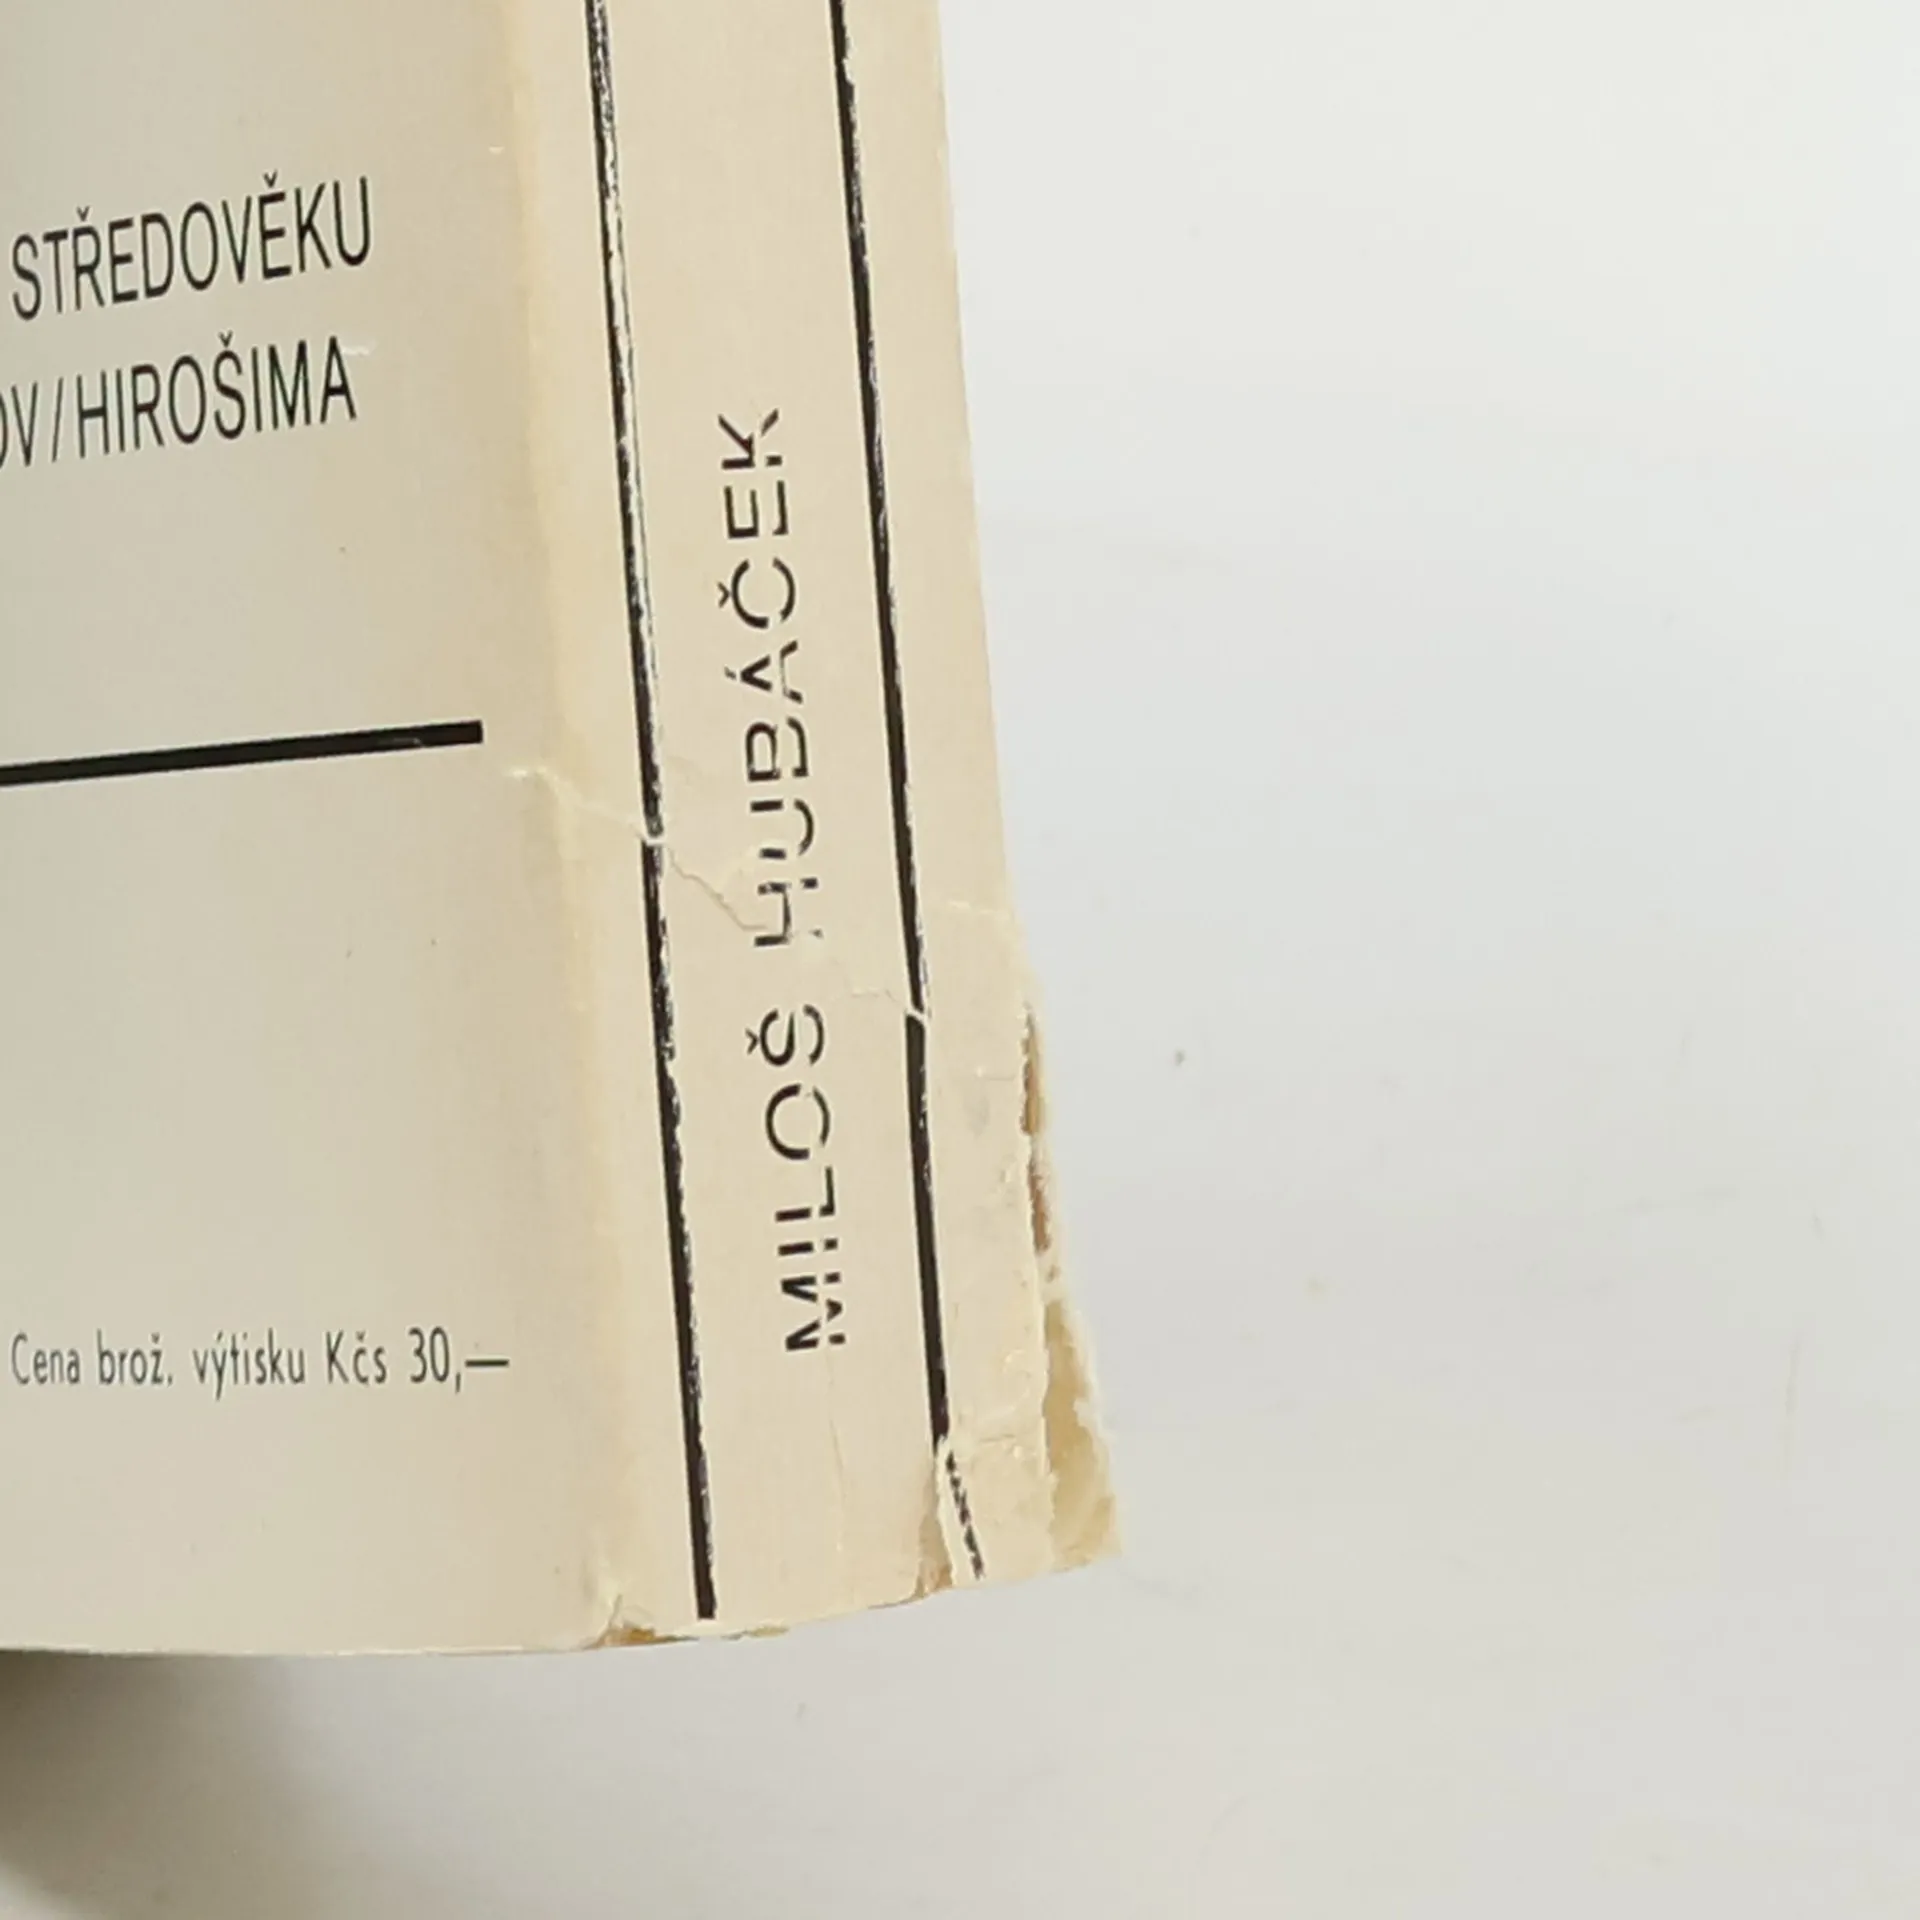 STŘEDOVĚKU
OV/HIROŠIMA
Cena brož. výtisku Kčs 30,—
MILOŠ HUBÁČEK